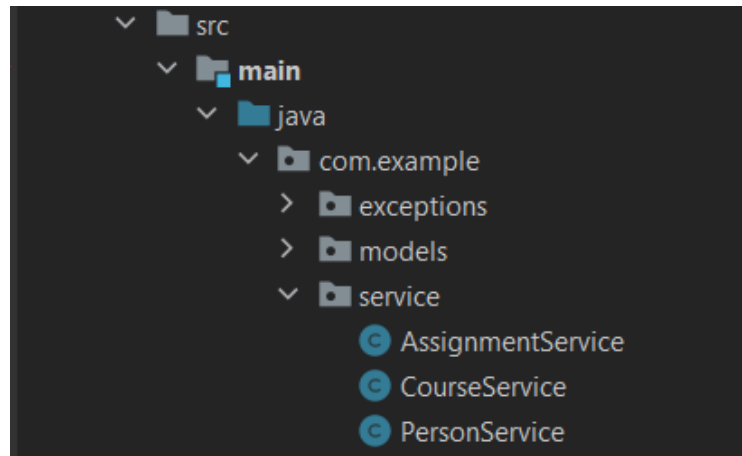 src
main
java
com.example
exceptions
models
service
C AssignmentService
C CourseService
C PersonService